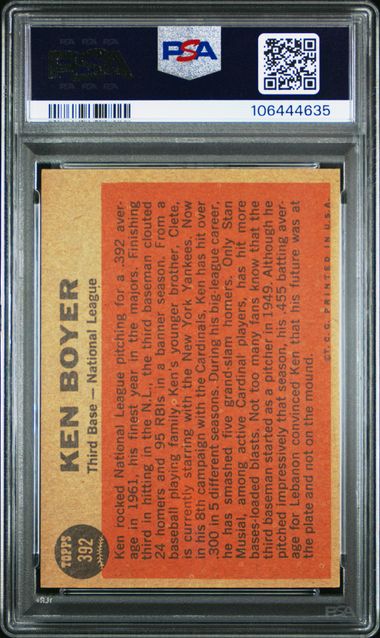 PSA
PSA
106444635
TOPPS
392
KEN BOYER
Third Base — National League
Ken rocked National League pitching for a .392 aver-
age in 1961, his finest year in the majors. Finishing
third in hitting in the N.L., the third baseman clouted
24 homers and 95 RBIs in a banner season. From a
baseball playing family, Ken's younger brother, Clete,
is currently starring with the New York Yankees. Now
in his 8th campaign with the Cardinals, Ken has hit over
.300 in 5 different seasons. During his big-league career,
he has smashed five grand-slam homers. Only Stan
Musial, among active Cardinal players, has hit more
bases-loaded blasts. Not too many fans know that the
third baseman started as a pitcher in 1949. Although he
pitched impressively that season, his .455 batting aver-
age for Lebanon convinced Ken that his future was at
the plate and not on the mound.
©T.C.G. PRINTED IN U.S.A.
PSA